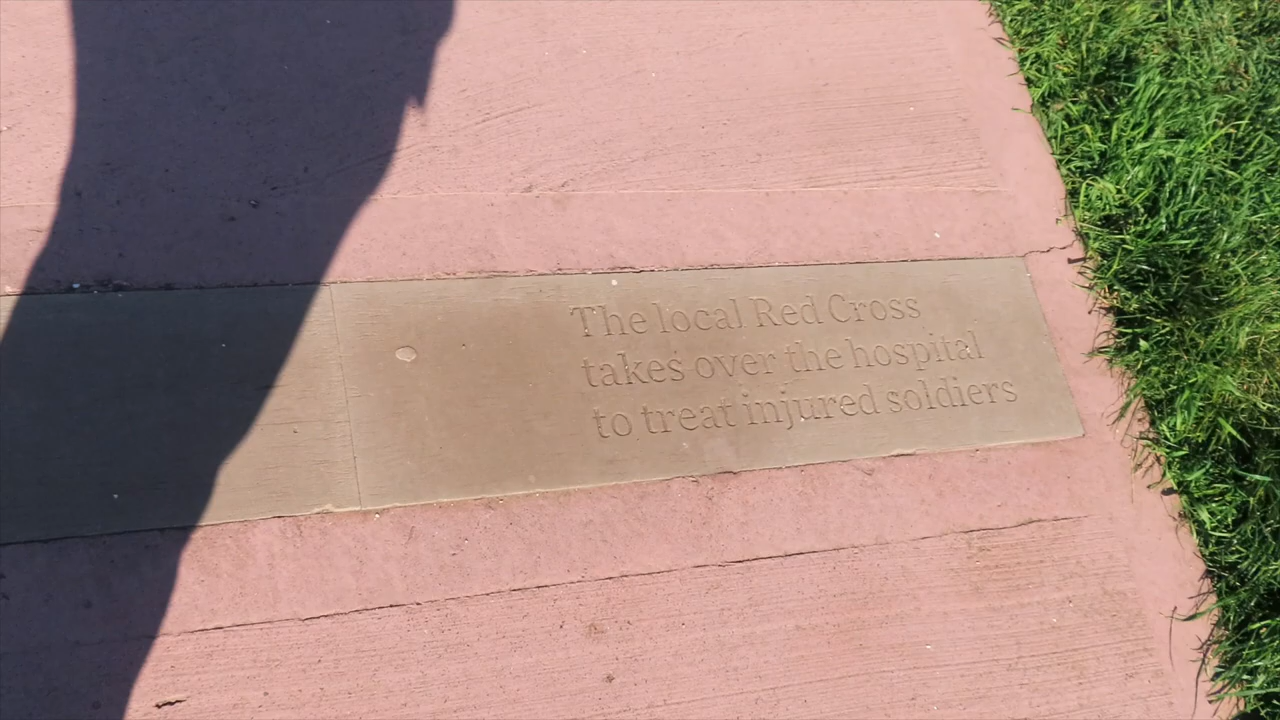 The local Red Cross
takes over the hospital
to treat injured soldiers